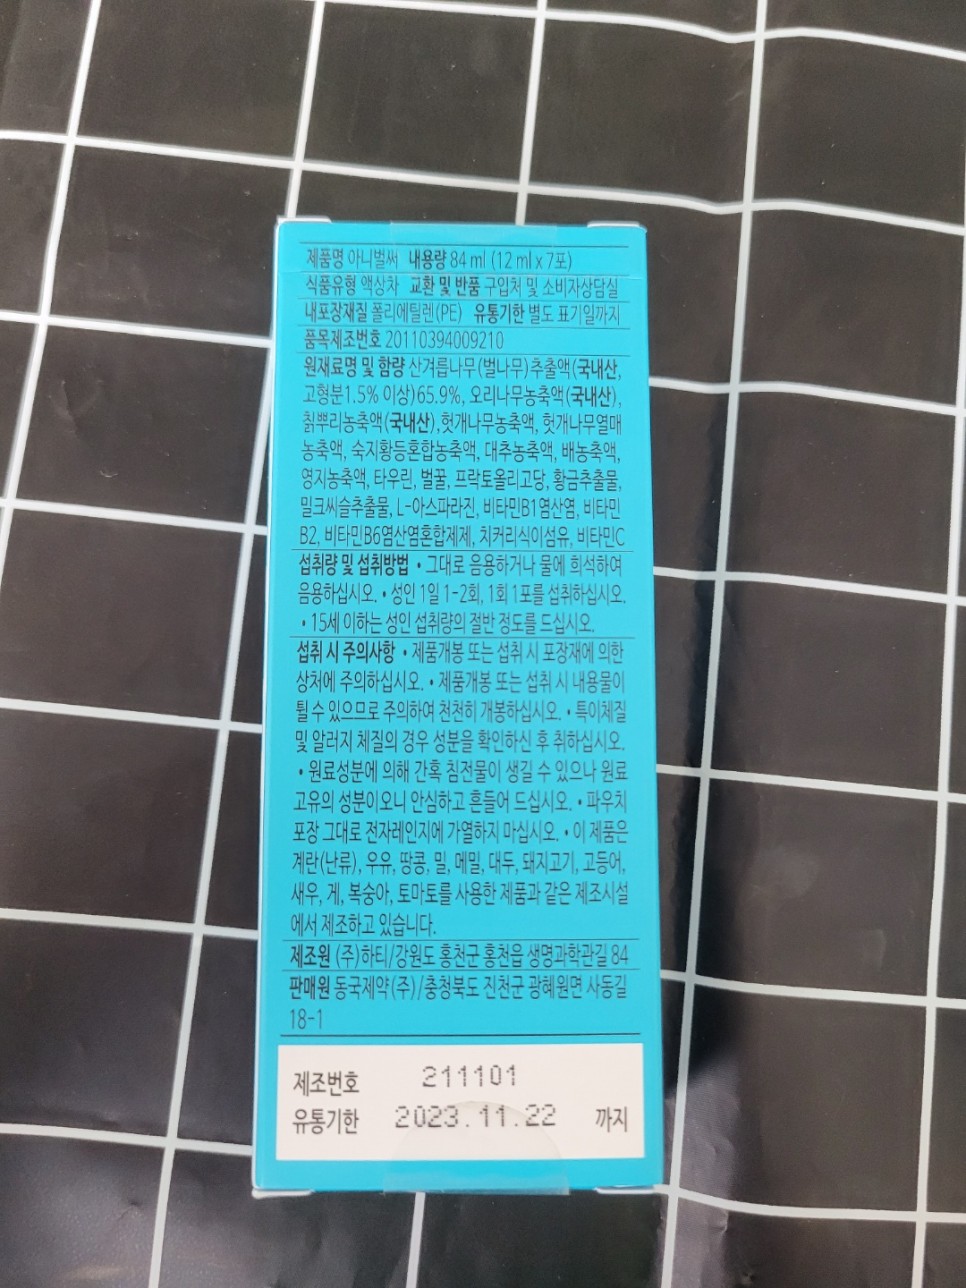 제품명 아니벌써 내용량 84 ml (12 ml x 7포)
식품유형 액상차 교환 및 반품 구입처 및 소비자상담실
내포장재질 폴리에틸렌(PE) 유통기한 별도 표기일까지
품목제조번호 20110394009210
원재료명 및 함량 산겨릅나무(벌나무)추출액(국내산,
고형분1.5% 이상)65.9%, 오리나무농축액(국내산),
칡뿌리농축액(국내산), 헛개나무농축액, 헛개나무열매
농축액, 숙지황등혼합농축액, 대추농축액, 배농축액,
영지농축액, 타우린, 벌꿀, 프락토올리고당, 황금추출물,
밀크씨슬추출물, L-아스파라진, 비타민B1염산염, 비타민
B2, 비타민B6염산염혼합제제, 치커리식이섬유, 비타민C
섭취량 및 섭취방법 • 그대로 음용하거나 물에 희석하여
음용하십시오. • 성인 1일 1-2회, 1회 1포를 섭취하십시오.
• 15세 이하는 성인 섭취량의 절반 정도를 드십시오.
섭취 시 주의사항 • 제품개봉 또는 섭취 시 포장재에 의한
상처에 주의하십시오. • 제품개봉 또는 섭취 시 내용물이
튈 수 있으므로 주의하여 천천히 개봉하십시오. • 특이체질
및 알러지 체질의 경우 성분을 확인하신 후 취하십시오.
• 원료성분에 의해 간혹 침전물이 생길 수 있으나 원료
고유의 성분이오니 안심하고 흔들어 드십시오. • 파우치
포장 그대로 전자레인지에 가열하지 마십시오. • 이 제품은
계란(난류), 우유, 땅콩, 밀, 메밀, 대두, 돼지고기, 고등어,
새우, 게, 복숭아, 토마토를 사용한 제품과 같은 제조시설
에서 제조하고 있습니다.
제조원 (주)하티/강원도 홍천군 홍천읍 생명과학관길 84
판매원 동국제약(주)/충청북도 진천군 광혜원면 사동길
18-1
제조번호 211101
유통기한 2023.11.22 까지